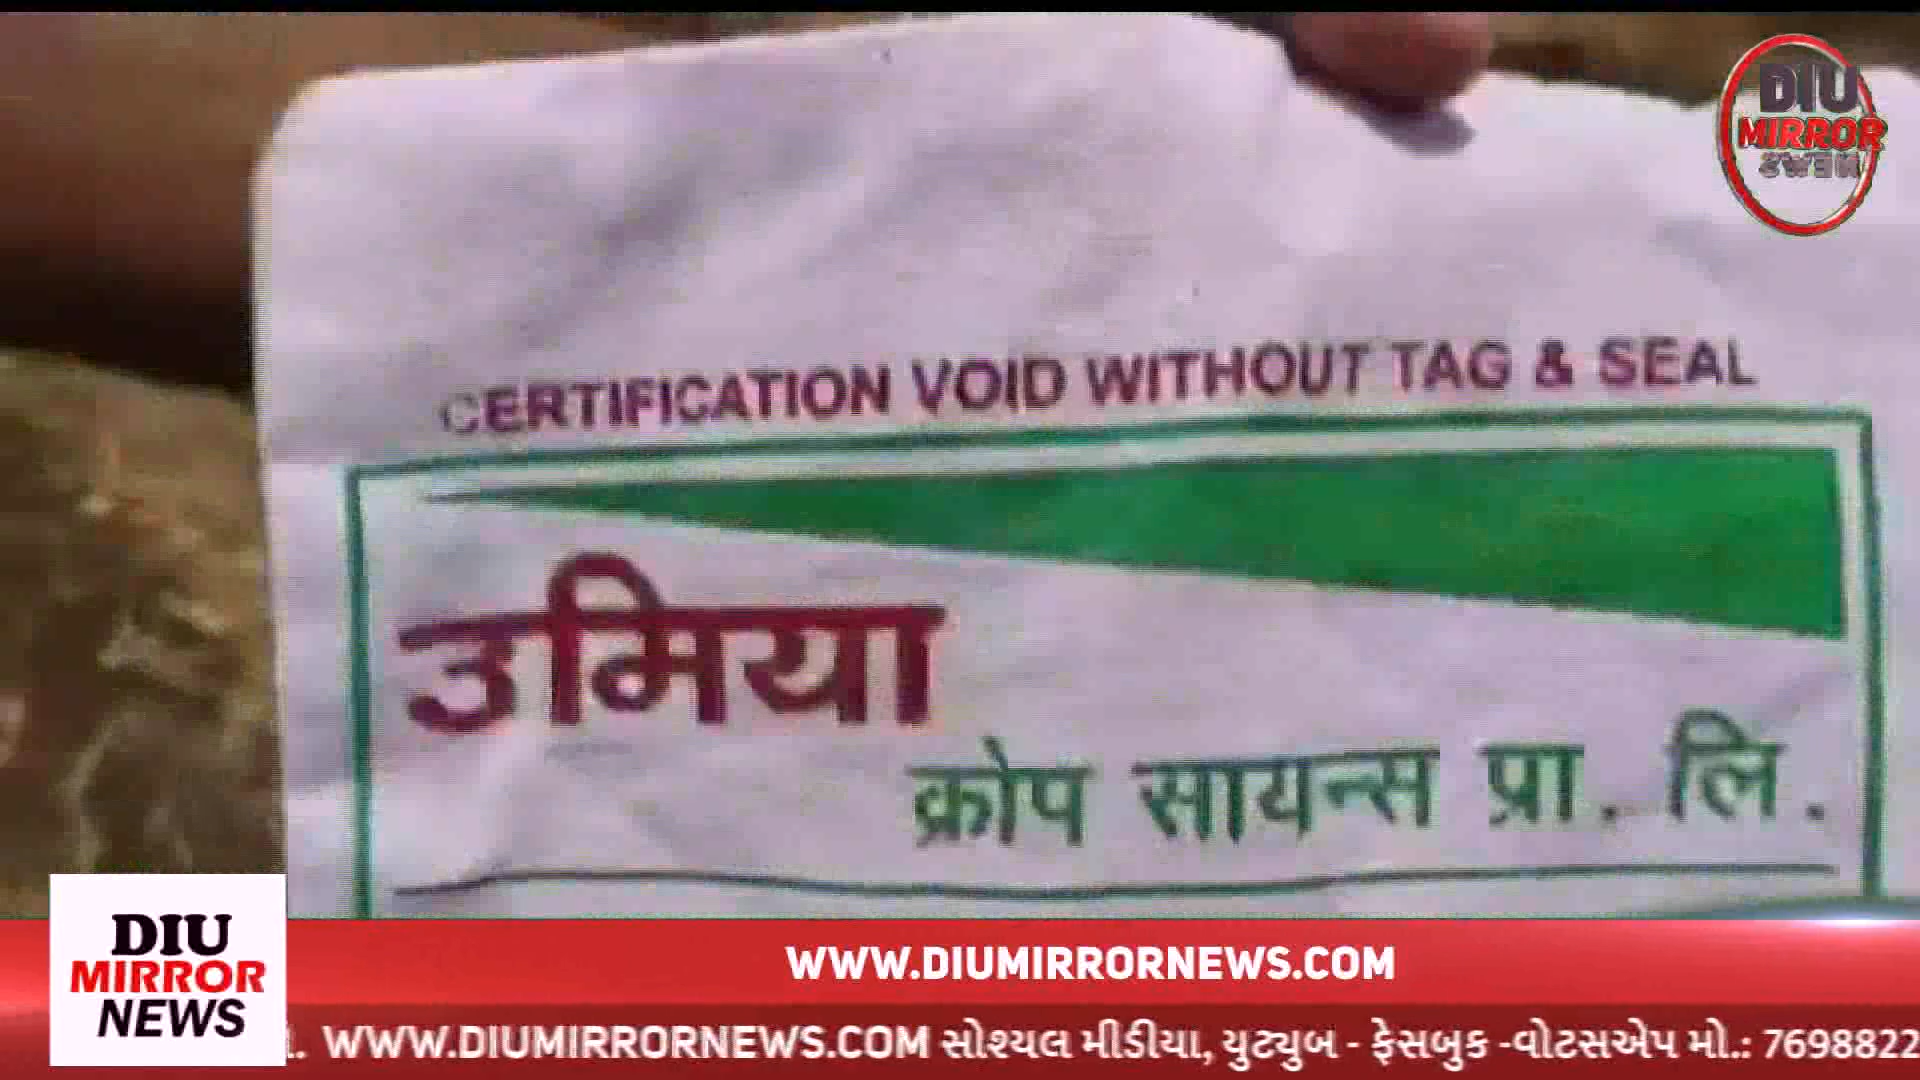 DIU
MIRROR
NEWS
CERTIFICATION VOID WITHOUT TAG & SEAL
उमिया
क्रोप सायन्स प्रा. लि.
DIU
MIRROR
NEWS
WWW.DIUMIRRORNEWS.COM
WWW.DIUMIRRORNEWS.COM સોશ્યલ મીડીયા, યુટ્યુબ - ફેસબુક -વોટસએપ મો.: 7698822